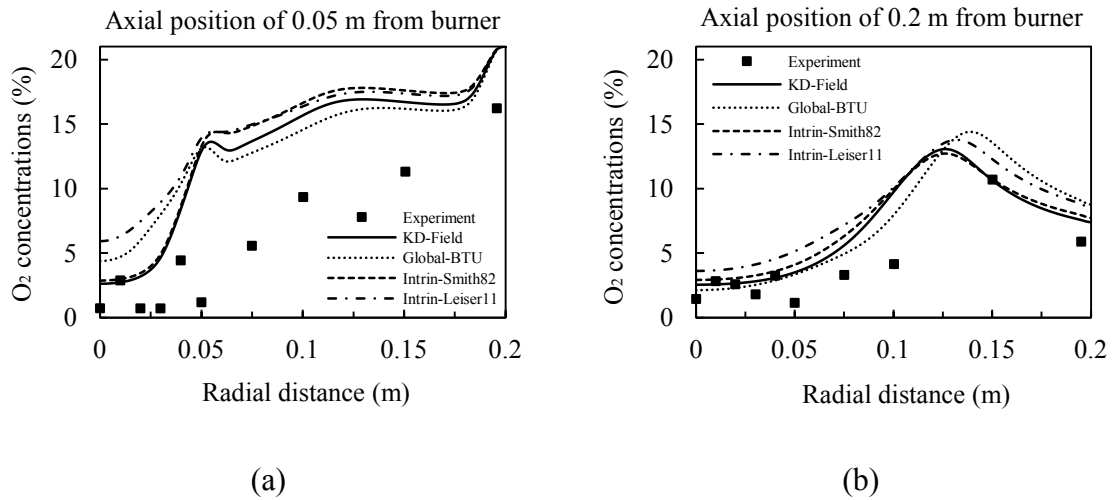 Axial position of 0.05 m from burner
O₂ concentrations (%)
20
15
10
5
0
Experiment
KD-Field
Global-BTU
Intrin-Smith82
Intrin-Leiser11
0
0.05
0.1
0.15
0.2
Radial distance (m)
(a)
Axial position of 0.2 m from burner
O₂ concentrations (%)
20
15
10
5
0
Experiment
KD-Field
Global-BTU
Intrin-Smith82
Intrin-Leiser11
0
0.05
0.1
0.15
0.2
Radial distance (m)
(b)